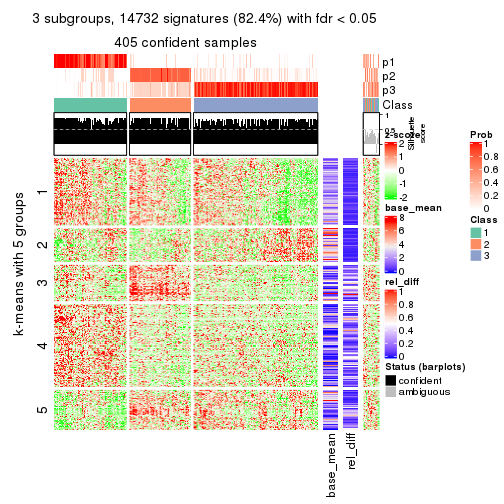 3 subgroups, 14732 signatures (82.4%) with fdr < 0.05
405 confident samples
p1
p2
p3
Class
1
0.5
Silhouette
score
k-means with 5 groups
1
2
3
4
5
base_mean
rel_diff
z-score
2
1
0
-1
-2
base_mean
8
6
4
2
0
rel_diff
1
0.8
0.6
0.4
0.2
0
Status (barplots)
confident
ambiguous
Prob
1
0.8
0.6
0.4
0.2
0
Class
1
2
3